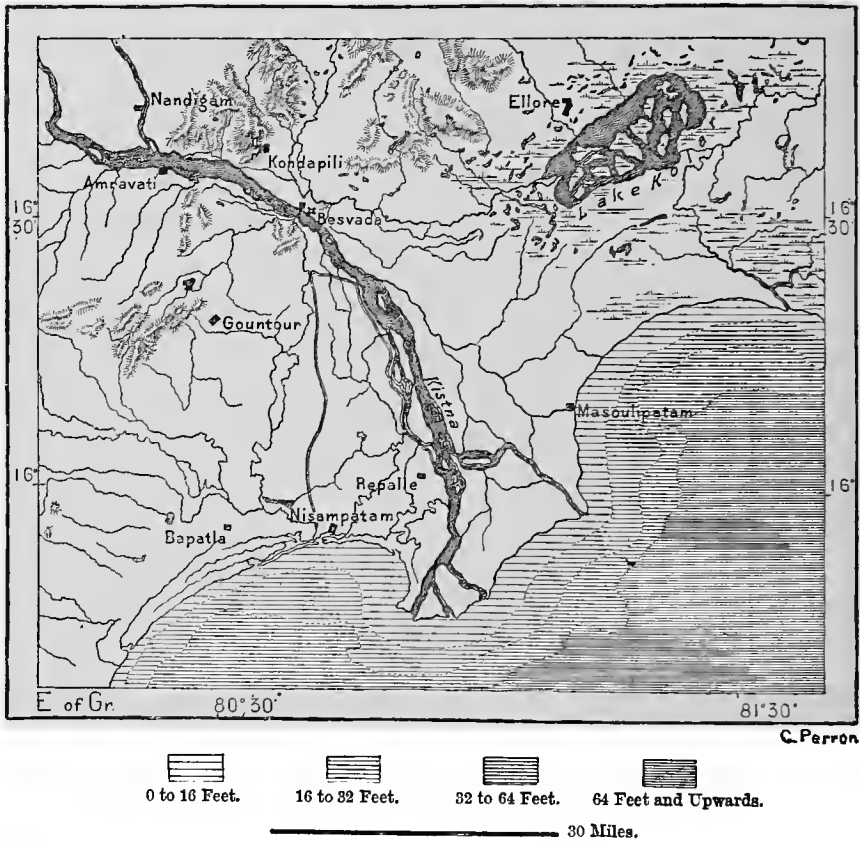 Nandigam
Ellore
Kondapili
Amravati
Lake Kolo
16°
30'
16°
30'
Besvada
Gountour
Kistna
Masoulipatam
16°
16°
Repalle
Nisampatam
Bapatla
E of Gr.
80°30'
81°30'
C. Perron
0 to 16 Feet.
16 to 32 Feet.
32 to 64 Feet.
64 Feet and Upwards.
30 Miles.